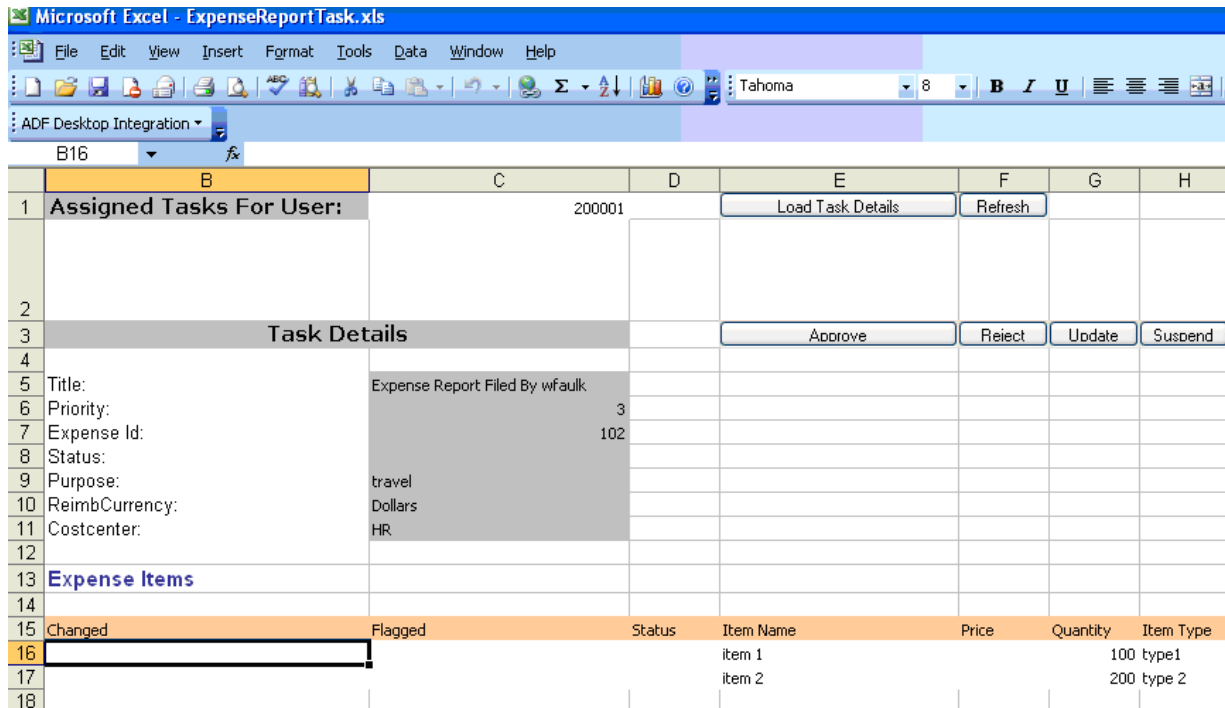 Microsoft Excel - ExpenseReportTask.xls
File Edit View Insert Format Tools Data Window Help
ABC Σ A Z Tahoma 8 B I U
ADF Desktop Integration
B16 fx
B C D E F G H
1 Assigned Tasks For User: 200001 Load Task Details Refresh
2
3 Task Details Approve Reject Update Suspend
4
5 Title: Expense Report Filed By wfaulk
6 Priority: 3
7 Expense Id: 102
8 Status:
9 Purpose: travel
10 ReimbCurrency: Dollars
11 Costcenter: HR
12
13 Expense Items
14
15 Changed Flagged Status Item Name Price Quantity Item Type
16 item 1 100 type1
17 item 2 200 type 2
18